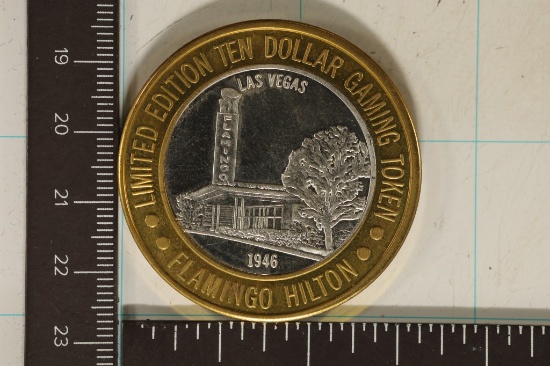 LIMITED EDITION TEN DOLLAR GAMING TOKEN
LAS VEGAS
FLAMINGO
1946
FLAMINGO HILTON
19
20
21
22
23